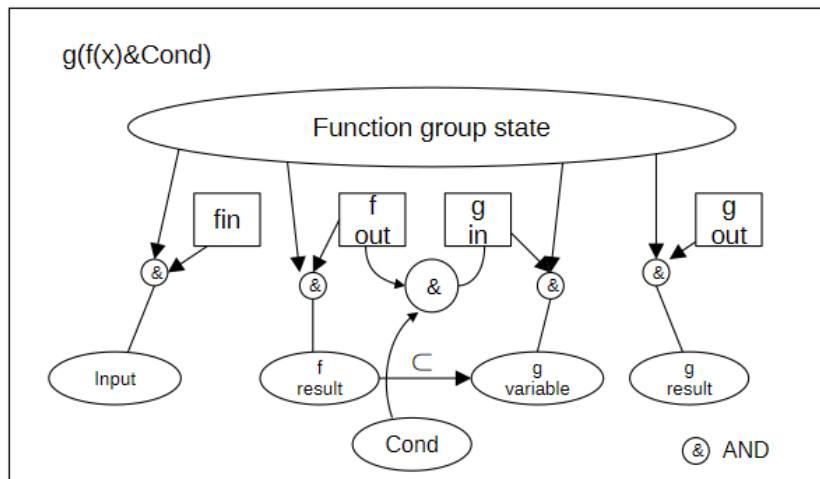 g(f(x)&Cond)
Function group state
fin
f
out
g
in
g
out
&
&
&
&
&
Input
f
result
⊂
g
variable
g
result
Cond
& AND